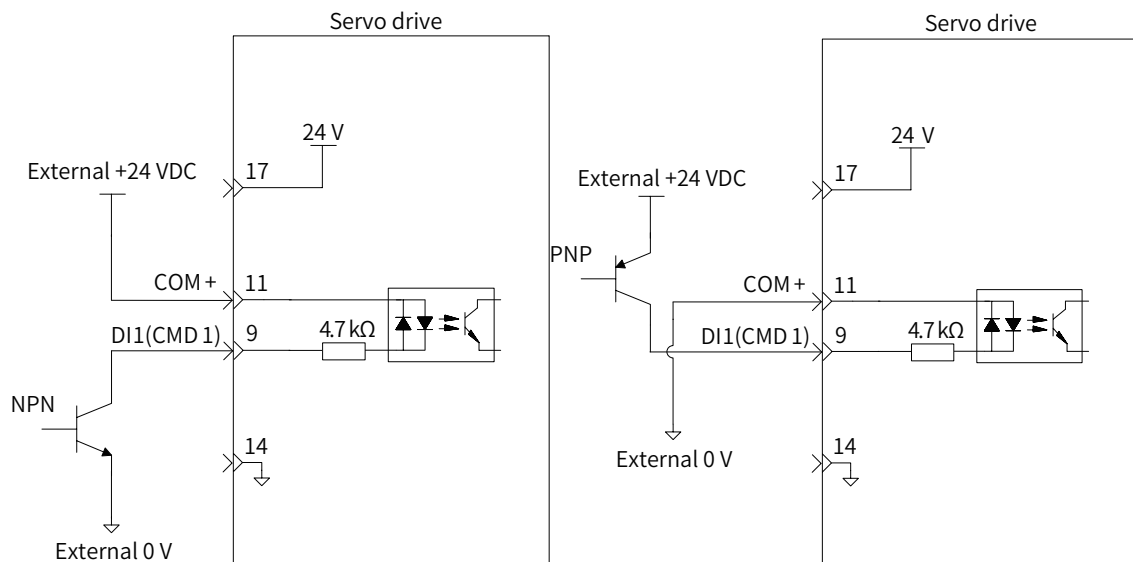 Servo drive
24 V
17
External +24 VDC
COM +
11
DI1(CMD 1)
9
4.7 kΩ
NPN
14
External 0 V
Servo drive
24 V
17
External +24 VDC
PNP
COM +
11
DI1(CMD 1)
9
4.7 kΩ
14
External 0 V